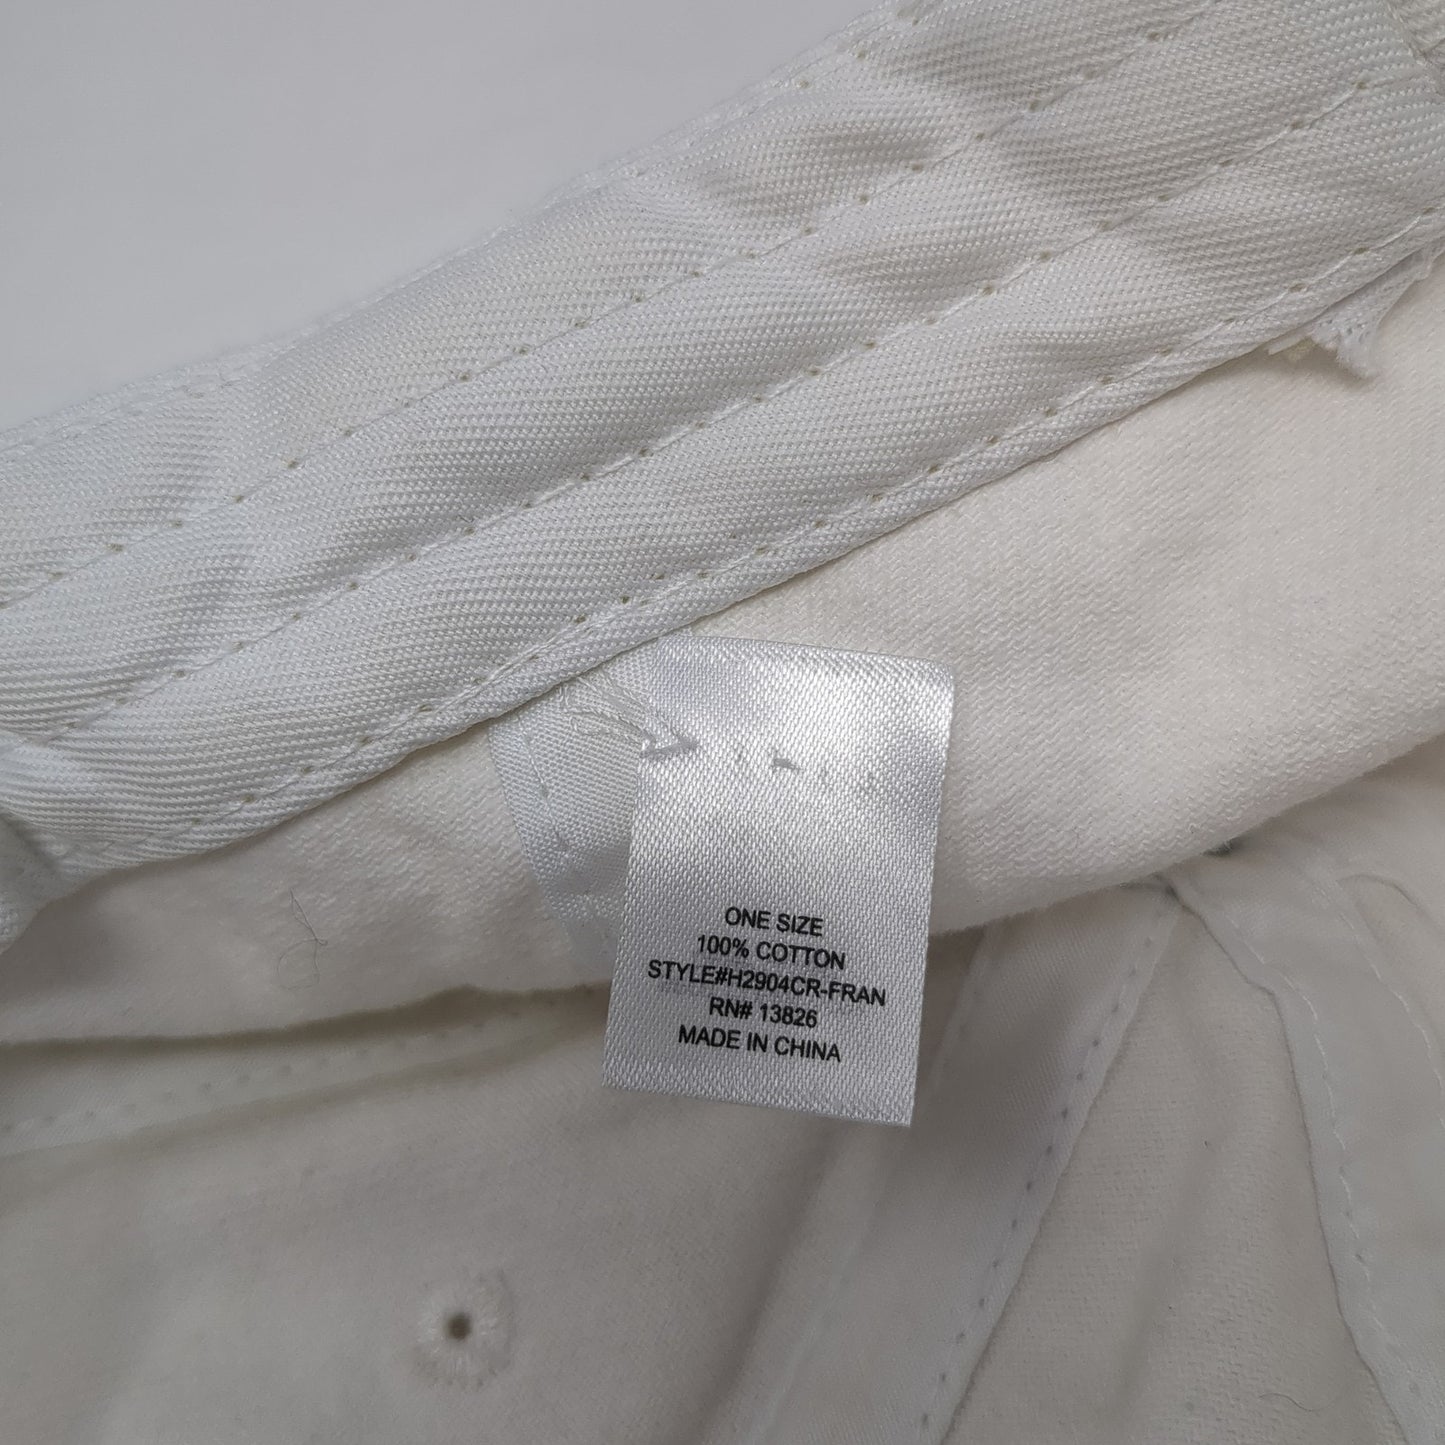 ONE SIZE
100% COTTON
STYLE#H2904CR-FRAN
RN# 13826
MADE IN CHINA